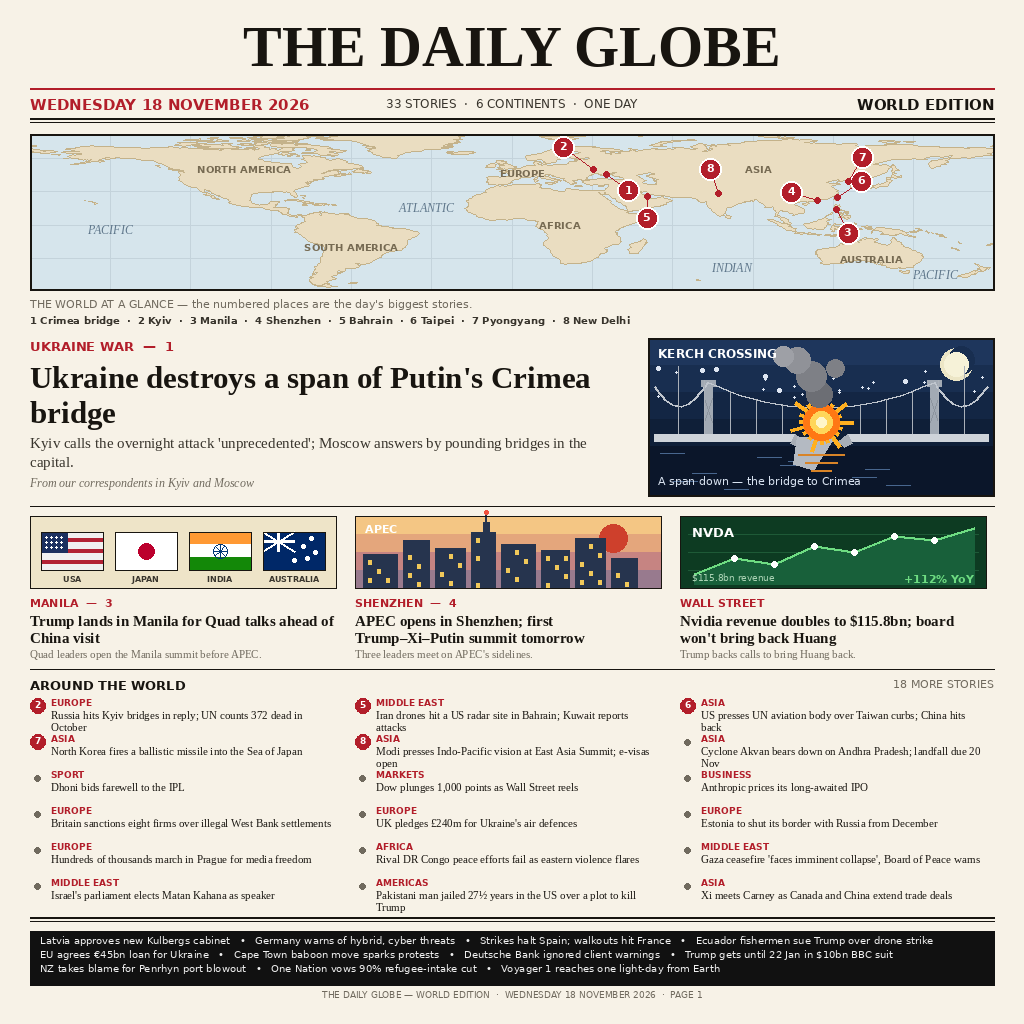 THE DAILY GLOBE
WEDNESDAY 18 NOVEMBER 2026
33 STORIES · 6 CONTINENTS · ONE DAY
WORLD EDITION
NORTH AMERICA
EUROPE
ASIA
ATLANTIC
PACIFIC
AFRICA
SOUTH AMERICA
INDIAN
AUSTRALIA
PACIFIC
2
7
8
6
1
4
5
3
THE WORLD AT A GLANCE — the numbered places are the day's biggest stories.
1 Crimea bridge · 2 Kyiv · 3 Manila · 4 Shenzhen · 5 Bahrain · 6 Taipei · 7 Pyongyang · 8 New Delhi
UKRAINE WAR — 1
Ukraine destroys a span of Putin's Crimea
bridge
Kyiv calls the overnight attack 'unprecedented'; Moscow answers by pounding bridges in the
capital.
From our correspondents in Kyiv and Moscow
KERCH CROSSING
A span down — the bridge to Crimea
USA
JAPAN
INDIA
AUSTRALIA
MANILA — 3
Trump lands in Manila for Quad talks ahead of
China visit
Quad leaders open the Manila summit before APEC.
APEC
SHENZHEN — 4
APEC opens in Shenzhen; first
Trump–Xi–Putin summit tomorrow
Three leaders meet on APEC's sidelines.
NVDA
$115.8bn revenue
+112% YoY
WALL STREET
Nvidia revenue doubles to $115.8bn; board
won't bring back Huang
Trump backs calls to bring Huang back.
AROUND THE WORLD
18 MORE STORIES
2
EUROPE
Russia hits Kyiv bridges in reply; UN counts 372 dead in
October
5
MIDDLE EAST
Iran drones hit a US radar site in Bahrain; Kuwait reports
attacks
6
ASIA
US presses UN aviation body over Taiwan curbs; China hits
back
7
ASIA
North Korea fires a ballistic missile into the Sea of Japan
8
ASIA
Modi presses Indo-Pacific vision at East Asia Summit; e-visas
open
ASIA
Cyclone Akvan bears down on Andhra Pradesh; landfall due 20
Nov
SPORT
Dhoni bids farewell to the IPL
MARKETS
Dow plunges 1,000 points as Wall Street reels
BUSINESS
Anthropic prices its long-awaited IPO
EUROPE
Britain sanctions eight firms over illegal West Bank settlements
EUROPE
UK pledges £240m for Ukraine's air defences
EUROPE
Estonia to shut its border with Russia from December
EUROPE
Hundreds of thousands march in Prague for media freedom
AFRICA
Rival DR Congo peace efforts fail as eastern violence flares
MIDDLE EAST
Gaza ceasefire 'faces imminent collapse', Board of Peace warns
MIDDLE EAST
Israel's parliament elects Matan Kahana as speaker
AMERICAS
Pakistani man jailed 27½ years in the US over a plot to kill
Trump
ASIA
Xi meets Carney as Canada and China extend trade deals
Latvia approves new Kulbergs cabinet • Germany warns of hybrid, cyber threats • Strikes halt Spain; walkouts hit France • Ecuador fishermen sue Trump over drone strike
EU agrees €45bn loan for Ukraine • Cape Town baboon move sparks protests • Deutsche Bank ignored client warnings • Trump gets until 22 Jan in $10bn BBC suit
NZ takes blame for Penrhyn port blowout • One Nation vows 90% refugee-intake cut • Voyager 1 reaches one light-day from Earth
THE DAILY GLOBE — WORLD EDITION · WEDNESDAY 18 NOVEMBER 2026 · PAGE 1